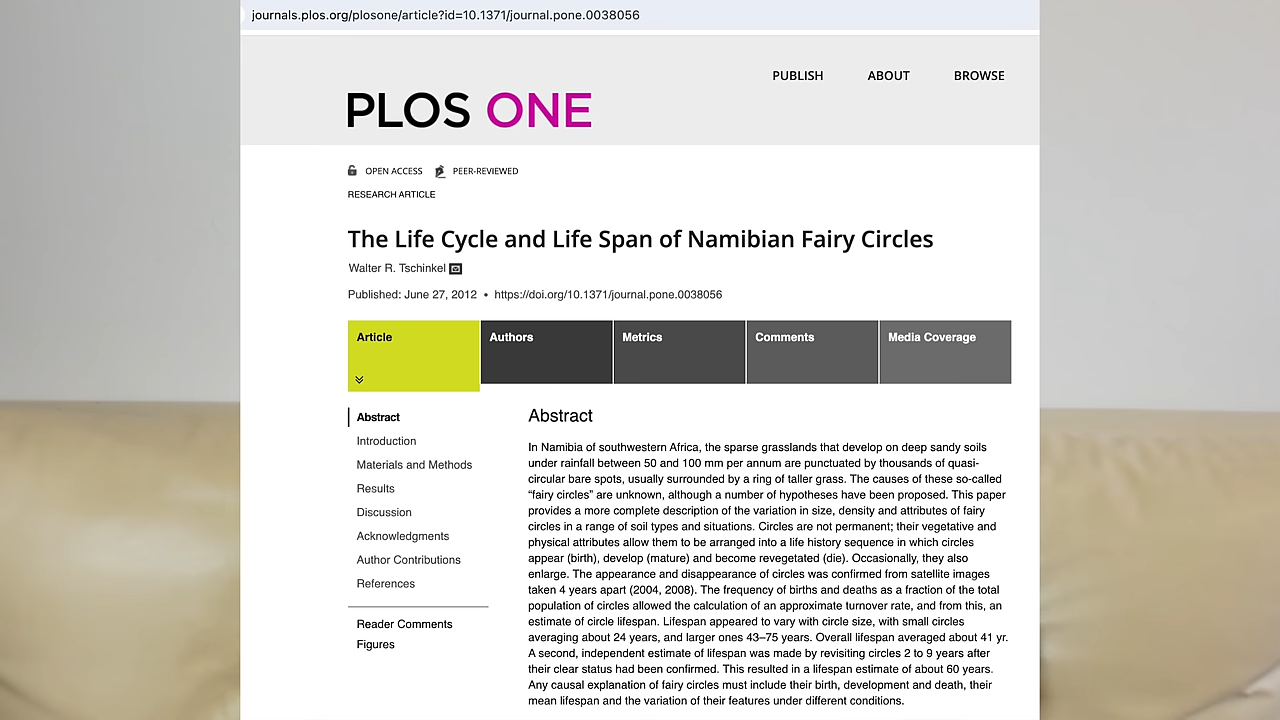 journals.plos.org/plosone/article?id=10.1371/journal.pone.0038056
PUBLISH ABOUT BROWSE
PLOS ONE
OPEN ACCESS PEER-REVIEWED
RESEARCH ARTICLE
The Life Cycle and Life Span of Namibian Fairy Circles
Walter R. Tschinkel
Published: June 27, 2012 • https://doi.org/10.1371/journal.pone.0038056
Article Authors Metrics Comments Media Coverage
Abstract
Introduction
Materials and Methods
Results
Discussion
Acknowledgments
Author Contributions
References
Reader Comments
Figures
Abstract
In Namibia of southwestern Africa, the sparse grasslands that develop on deep sandy soils
under rainfall between 50 and 100 mm per annum are punctuated by thousands of quasi-
circular bare spots, usually surrounded by a ring of taller grass. The causes of these so-called
“fairy circles” are unknown, although a number of hypotheses have been proposed. This paper
provides a more complete description of the variation in size, density and attributes of fairy
circles in a range of soil types and situations. Circles are not permanent; their vegetative and
physical attributes allow them to be arranged into a life history sequence in which circles
appear (birth), develop (mature) and become revegetated (die). Occasionally, they also
enlarge. The appearance and disappearance of circles was confirmed from satellite images
taken 4 years apart (2004, 2008). The frequency of births and deaths as a fraction of the total
population of circles allowed the calculation of an approximate turnover rate, and from this, an
estimate of circle lifespan. Lifespan appeared to vary with circle size, with small circles
averaging about 24 years, and larger ones 43–75 years. Overall lifespan averaged about 41 yr.
A second, independent estimate of lifespan was made by revisiting circles 2 to 9 years after
their clear status had been confirmed. This resulted in a lifespan estimate of about 60 years.
Any causal explanation of fairy circles must include their birth, development and death, their
mean lifespan and the variation of their features under different conditions.